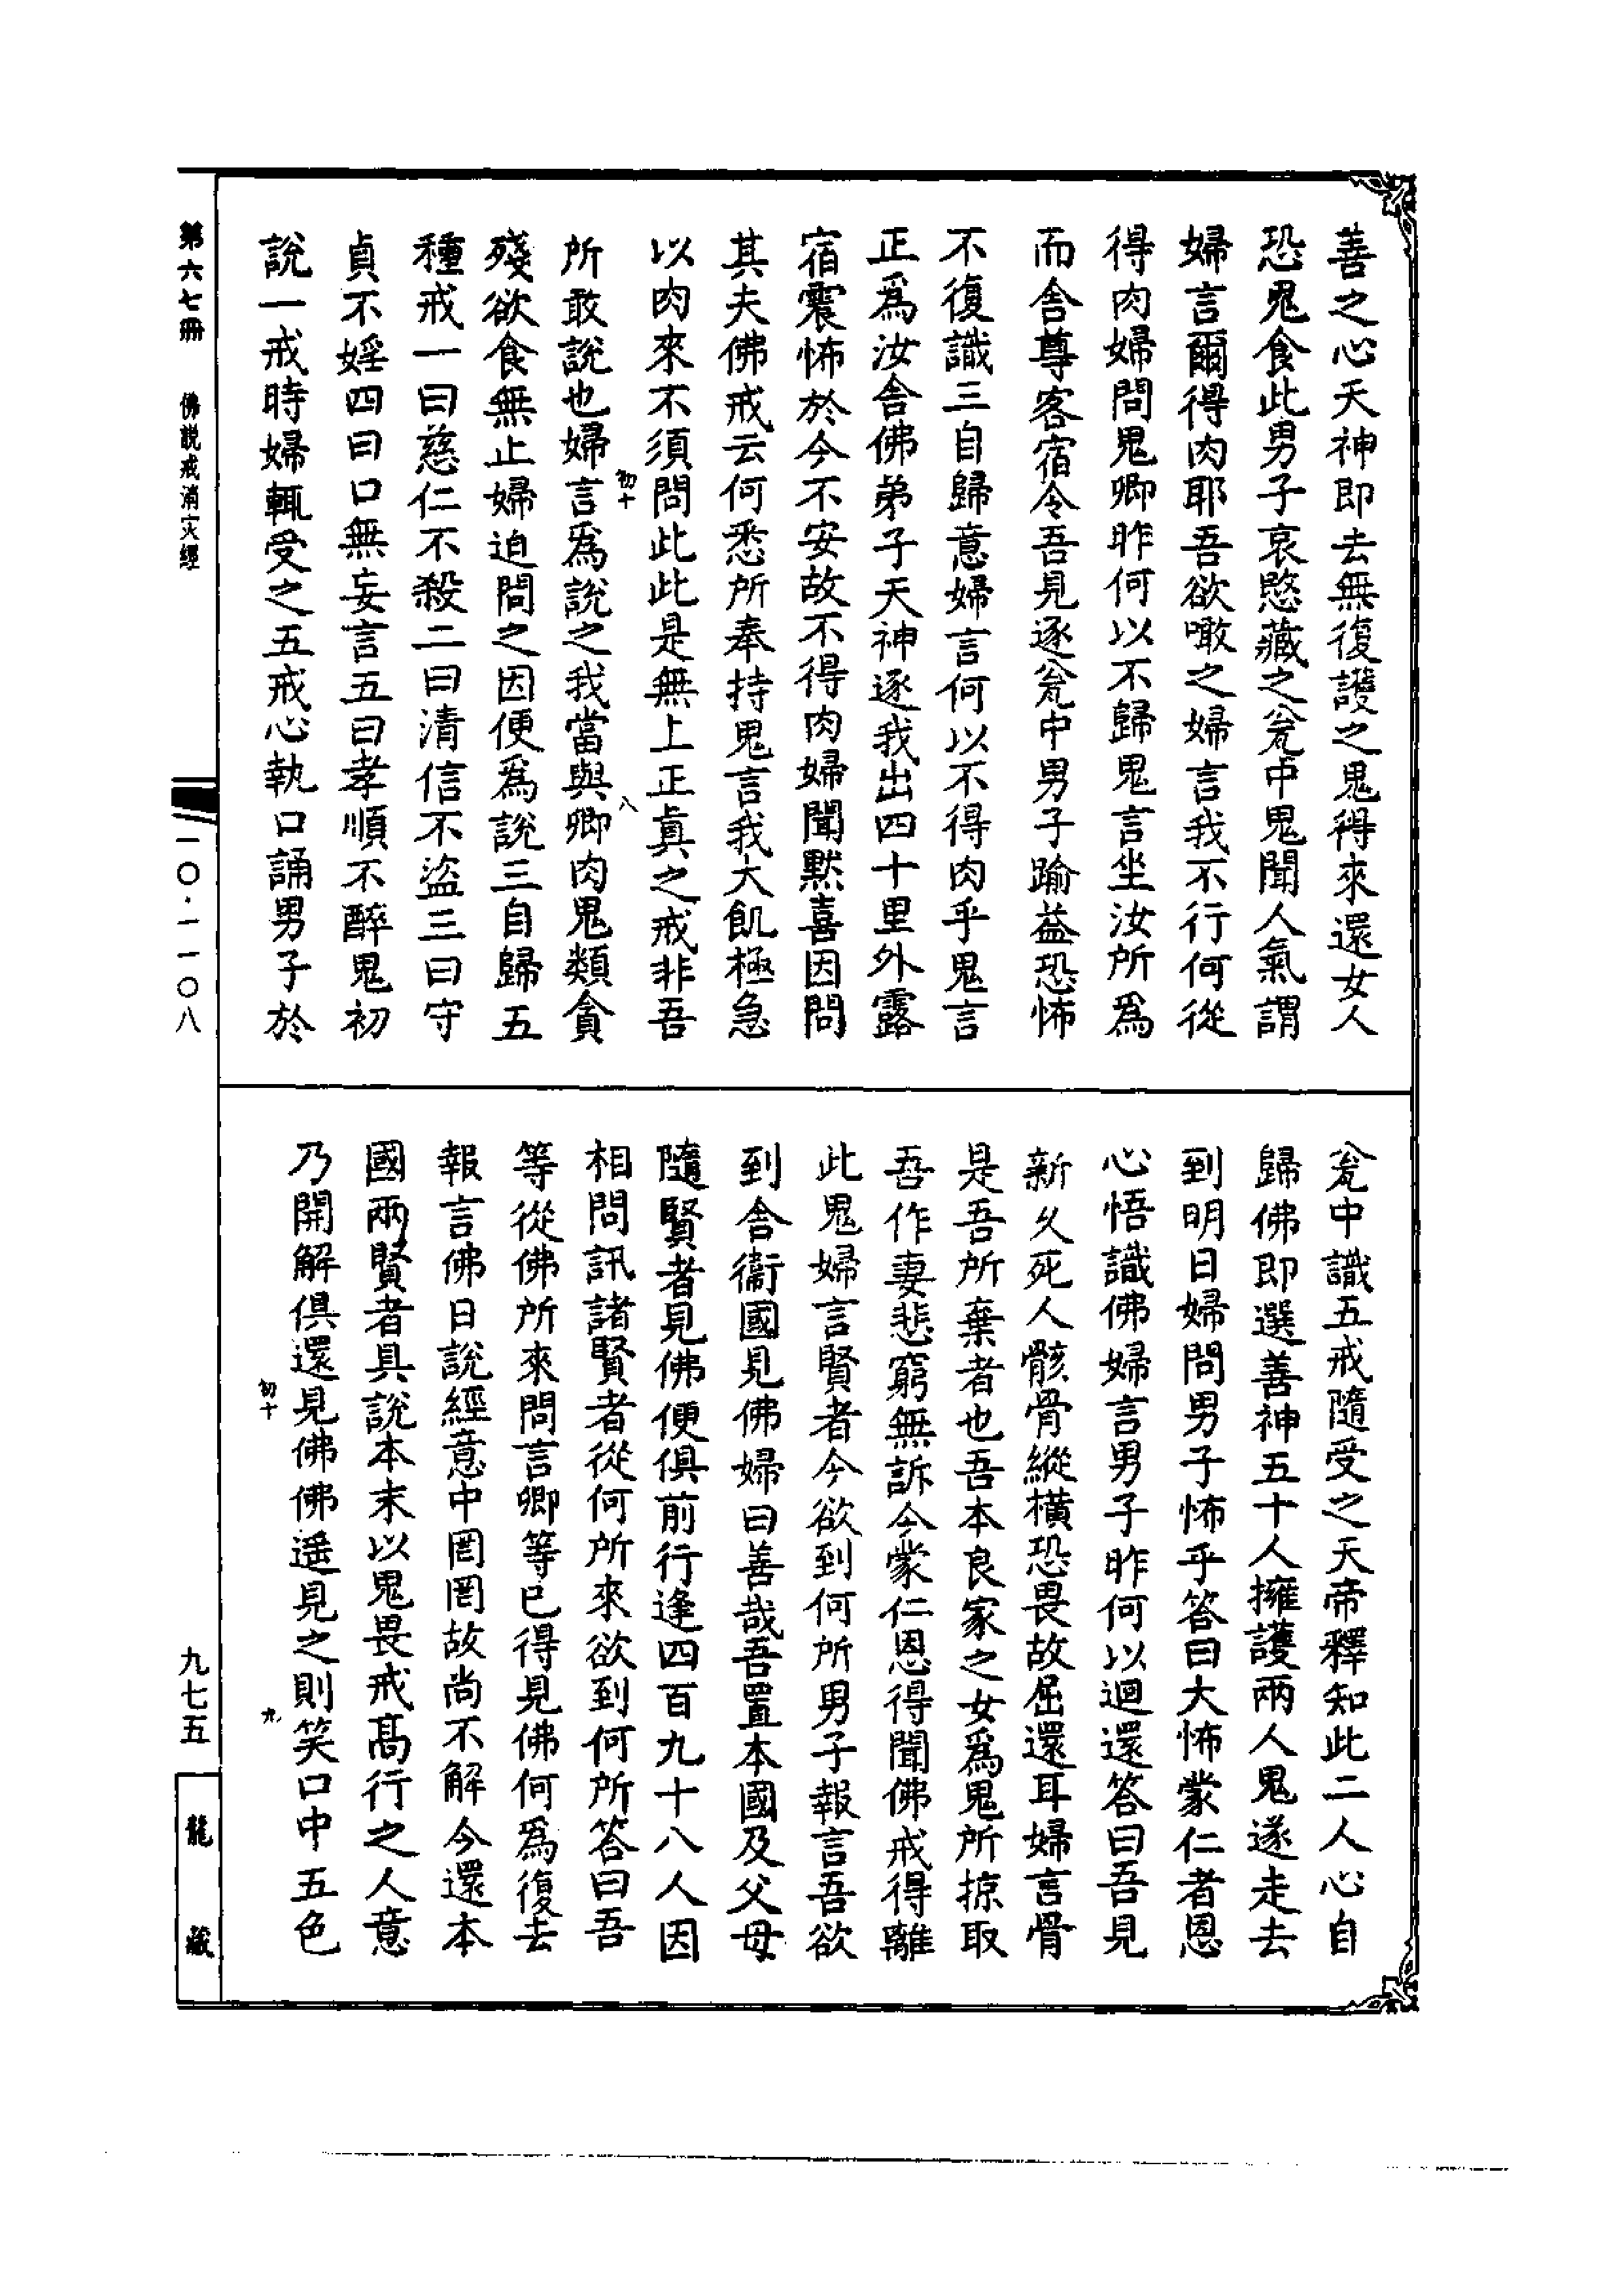 善之心天神即去無復護之鬼得來還女人
恐鬼食此男子哀愍藏之瓮中鬼聞人氣謂
婦言爾得肉耶吾欲噉之婦言我不行何從
得肉婦問鬼卿昨何以不歸鬼言坐汝所為
而舍尊客宿令吾見逐瓮中男子踰益恐怖
不復識三自歸意婦言何以不得肉乎鬼言
正為汝舍佛弟子天神逐我出四十里外露
宿震怖於今不安故不得肉婦聞默喜因問
其夫佛戒云何悉所奉持鬼言我大飢極急
以肉來不須問此此是無上正真之戒非吾
初十
八
所敢說也婦言為說之我當與卿肉鬼類貪
殘欲食無止婦迫問之因便為說三自歸五
種戒一曰慈仁不殺二曰清信不盜三曰守
貞不婬四曰口無妄言五曰孝順不醉鬼初
說一戒時婦輒受之五戒心執口誦男子於
瓮中識五戒隨受之天帝釋知此二人心自
歸佛即選善神五十人擁護兩人鬼遂走去
到明日婦問男子怖乎答曰大怖蒙仁者恩
心悟識佛婦言男子昨何以迴還答曰吾見
新久死人骸骨縱橫恐畏故屈還耳婦言骨
是吾所棄者也吾本良家之女為鬼所掠取
吾作妻悲窮無訴今蒙仁恩得聞佛戒得離
此鬼婦言賢者今欲到何所男子報言吾欲
到舍衛國見佛婦曰善哉吾置本國及父母
隨賢者見佛便俱前行逢四百九十八人因
相問訊諸賢者從何所來欲到何所答曰吾
等從佛所來問言卿等已得見佛何為復去
報言佛日說經意中罔罔故尚不解今還本
國兩賢者具說本末以鬼畏戒高行之人意
乃開解俱還見佛佛遥見之則笑口中五色
初十
九
第六七冊
佛説戒消灾經
一〇·一一〇八
九七五
龍藏